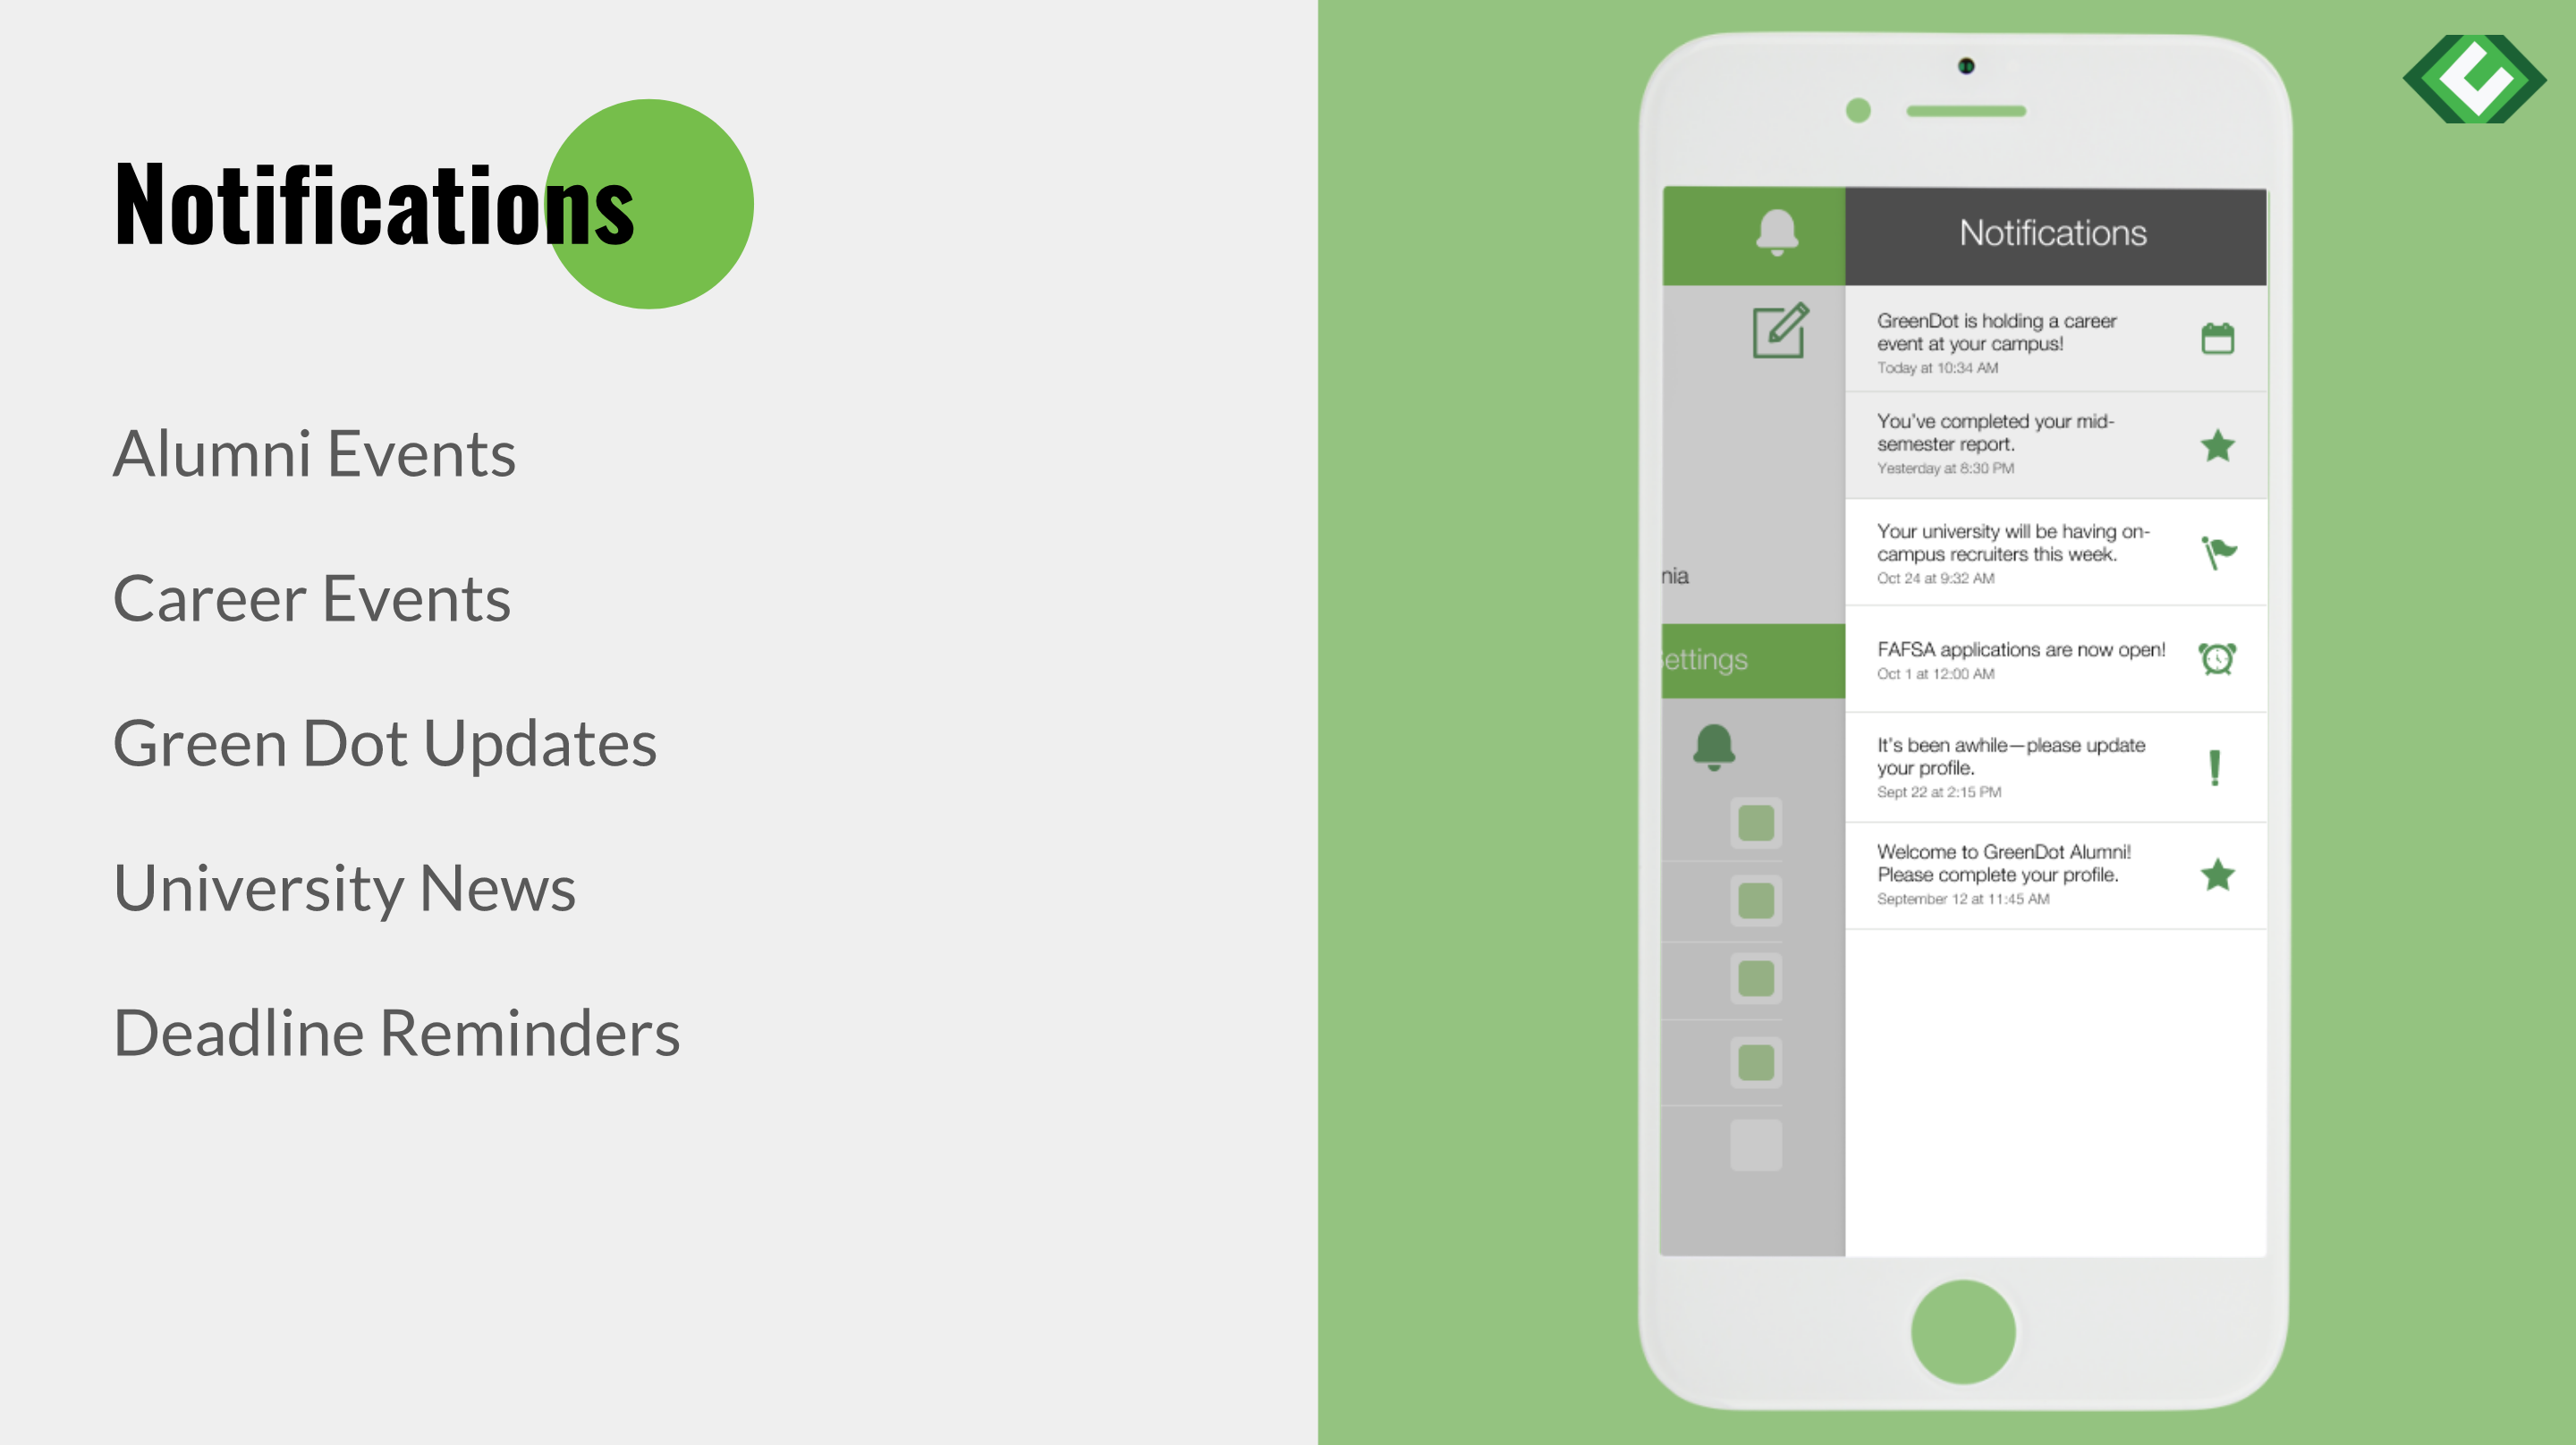 Notifications
Alumni Events
Career Events
Green Dot Updates
University News
Deadline Reminders
Notifications
GreenDot is holding a career
event at your campus!
Today at 10:34 AM
You've completed your mid-
semester report.
Yesterday at 8:30 PM
Your university will be having on-
campus recruiters this week.
Oct 24 at 9:32 AM
FAFSA applications are now open!
Oct 1 at 12:00 AM
It's been awhile—please update
your profile.
Sept 22 at 2:15 PM
Welcome to GreenDot Alumni!
Please complete your profile.
September 12 at 11:45 AM
nia
ettings